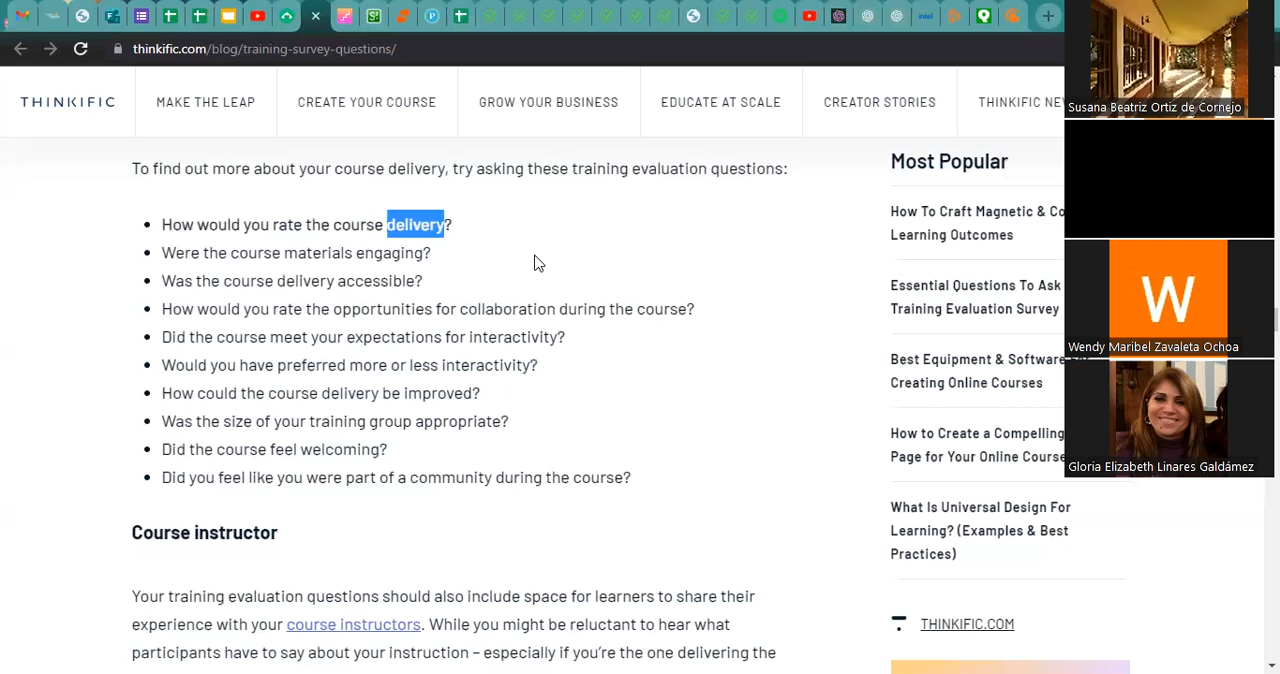 thinkific.com/blog/training-survey-questions/
THINKIFIC
MAKE THE LEAP
CREATE YOUR COURSE
GROW YOUR BUSINESS
EDUCATE AT SCALE
CREATOR STORIES
THINKIFIC
To find out more about your course delivery, try asking these training evaluation questions:
• How would you rate the course delivery?
• Were the course materials engaging?
• Was the course delivery accessible?
• How would you rate the opportunities for collaboration during the course?
• Did the course meet your expectations for interactivity?
• Would you have preferred more or less interactivity?
• How could the course delivery be improved?
• Was the size of your training group appropriate?
• Did the course feel welcoming?
• Did you feel like you were part of a community during the course?
Course instructor
Your training evaluation questions should also include space for learners to share their
experience with your course instructors. While you might be reluctant to hear what
participants have to say about your instruction – especially if you're the one delivering the
Most Popular
How To Craft Magnetic & Co
Learning Outcomes
Essential Questions To Ask
Training Evaluation Survey
Best Equipment & Software
Creating Online Courses
How to Create a Compelling
Page for Your Online Course
What Is Universal Design For
Learning? (Examples & Best
Practices)
THINKIFIC.COM
Susana Beatriz Ortiz de Cornejo
W
Wendy Maribel Zavaleta Ochoa
Gloria Elizabeth Linares Galdámez